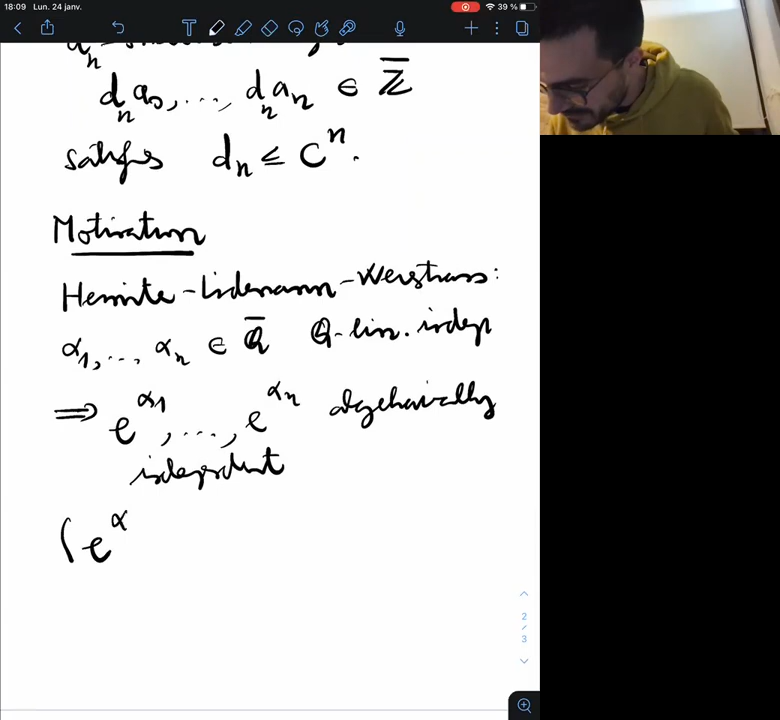 18:09 Lun. 24 janv. 39 %
d_n a_0, ..., d_n a_n ∈ Z̅
satisfies d_n ≤ C^n.
Motivation
Hermite-Lindemann-Weierstrass:
α_1, ..., α_n ∈ Q̅ Q-lin. indep
⇒ e^{α_1}, ..., e^{α_n} algebraically
independent
(e^α
2
/
3